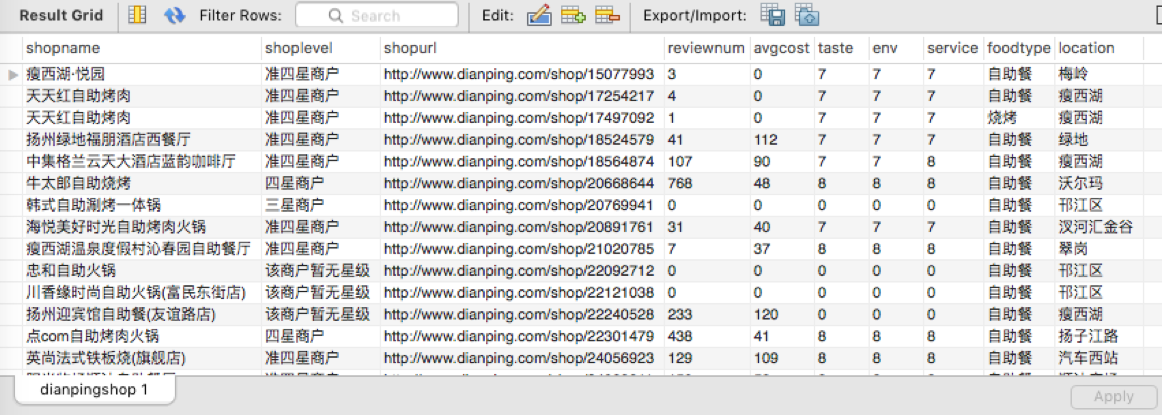 Result Grid Filter Rows: Search Edit: Export/Import:
shopname shoplevel shopurl reviewnum avgcost taste env service foodtype location
瘦西湖·悦园 准四星商户 http://www.dianping.com/shop/15077993 3 0 7 7 7 自助餐 梅岭
天天红自助烤肉 准四星商户 http://www.dianping.com/shop/17254217 4 0 7 7 7 自助餐 瘦西湖
天天红自助烤肉 准四星商户 http://www.dianping.com/shop/17497092 1 0 7 7 7 烧烤 瘦西湖
扬州绿地福朋酒店西餐厅 准四星商户 http://www.dianping.com/shop/18524579 41 112 7 7 7 自助餐 绿地
中集格兰云天大酒店蓝韵咖啡厅 准四星商户 http://www.dianping.com/shop/18564874 107 90 7 7 8 自助餐 瘦西湖
牛太郎自助烧烤 四星商户 http://www.dianping.com/shop/20668644 768 48 8 8 8 自助餐 沃尔玛
韩式自助涮烤一体锅 三星商户 http://www.dianping.com/shop/20769941 0 0 0 0 0 自助餐 邗江区
海悦美好时光自助烤肉火锅 准四星商户 http://www.dianping.com/shop/20891761 31 40 7 7 7 自助餐 汊河汇金谷
瘦西湖温泉度假村沁春园自助餐厅 准四星商户 http://www.dianping.com/shop/21020785 7 37 8 8 8 自助餐 翠岗
忠和自助火锅 该商户暂无星级 http://www.dianping.com/shop/22092712 0 0 0 0 0 自助餐 邗江区
川香缘时尚自助火锅(富民东街店) 该商户暂无星级 http://www.dianping.com/shop/22121038 0 0 0 0 0 自助餐 邗江区
扬州迎宾馆自助餐(友谊路店) 该商户暂无星级 http://www.dianping.com/shop/22240528 233 120 0 0 0 自助餐 瘦西湖
点com自助烤肉火锅 四星商户 http://www.dianping.com/shop/22301479 438 41 8 8 8 自助餐 扬子江路
英尚法式铁板烧(旗舰店) 准四星商户 http://www.dianping.com/shop/24056923 129 109 8 8 8 自助餐 汽车西站
dianpingshop 1 Apply